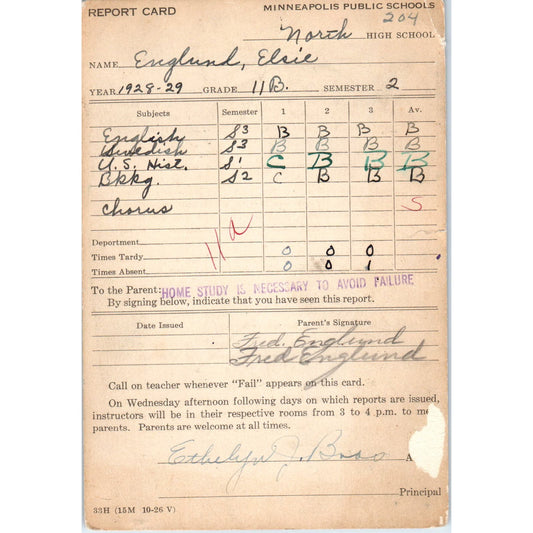 REPORT CARD MINNEAPOLIS PUBLIC SCHOOLS
204
North HIGH SCHOOL
NAME Englund, Elsie
YEAR 1928-29 GRADE 11B. SEMESTER 2
Subjects Semester 1 2 3 Av.
English S3 B B B B
Swedish S3 B B B B
U.S. Hist. S1 C B B B
Bkkg. S2 C B B B
Chorus S
11a
Department
Times Tardy 0 0 0
Times Absent 0 0 1
To the Parent: HOME STUDY IS NECESSARY TO AVOID FAILURE
By signing below, indicate that you have seen this report.
Date Issued Parent's Signature
Fred. Englund
Fred Englund
Call on teacher whenever "Fail" appears on this card.
On Wednesday afternoon following days on which reports are issued,
instructors will be in their respective rooms from 3 to 4 p.m. to me
parents. Parents are welcome at all times.
Ethelyn J. A
Principal
33H (15M 10-26 V)